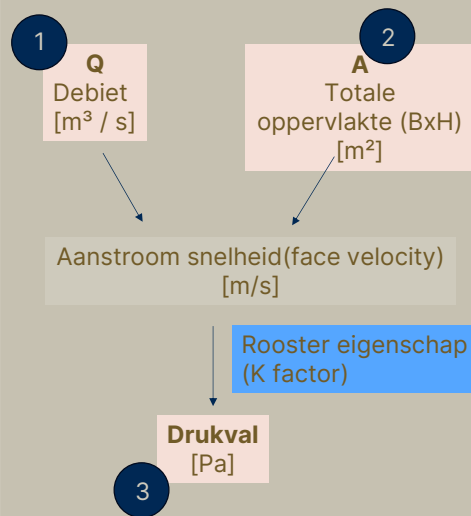 1
Q
Debiet
[m³ / s]
2
A
Totale
oppervlakte (BxH)
[m²]
Aanstroom snelheid(face velocity)
[m/s]
Rooster eigenschap
(K factor)
Drukval
[Pa]
3